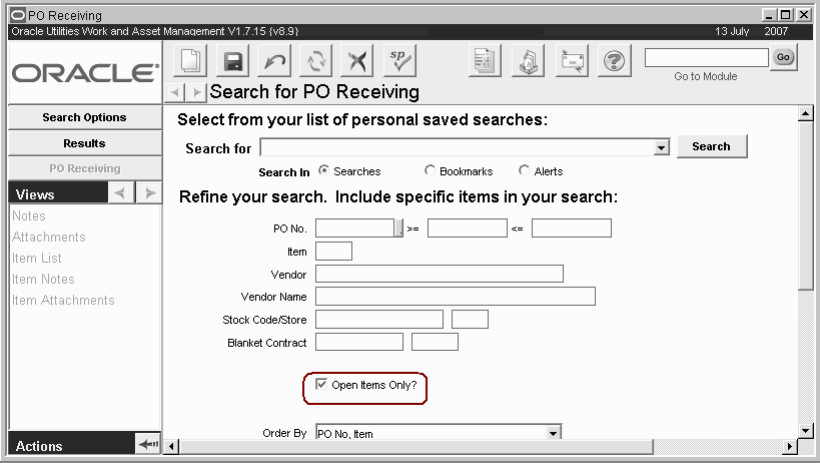 PO Receiving
Oracle Utilities Work and Asset Management V1.7.15 {v8.9} 13 July 2007
ORACLE
sp
Go
Go to Module
Search for PO Receiving
Search Options
Results
PO Receiving
Views
Notes
Attachments
Item List
Item Notes
Item Attachments
Actions
Select from your list of personal saved searches:
Search for Search
Search In Searches Bookmarks Alerts
Refine your search. Include specific items in your search:
PO No. >= <=
Item
Vendor
Vendor Name
Stock Code/Store
Blanket Contract
Open Items Only?
Order By PO No, Item